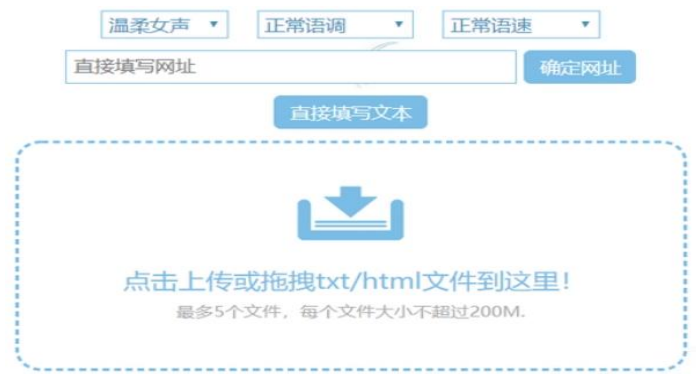 温柔女声 正常语调 正常语速
直接填写网址 确定网址
直接填写文本
点击上传或拖拽txt/html文件到这里!
最多5个文件，每个文件大小不超过200M.